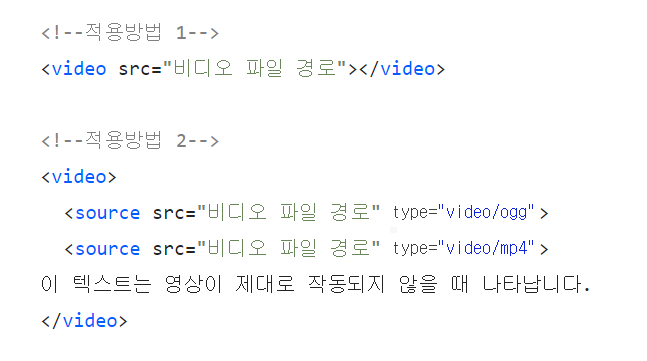 <!--적용방법 1-->
<video src="비디오 파일 경로"></video>
<!--적용방법 2-->
<video>
<source src="비디오 파일 경로" type="video/ogg">
<source src="비디오 파일 경로" type="video/mp4">
이 텍스트는 영상이 제대로 작동되지 않을 때 나타납니다.
</video>